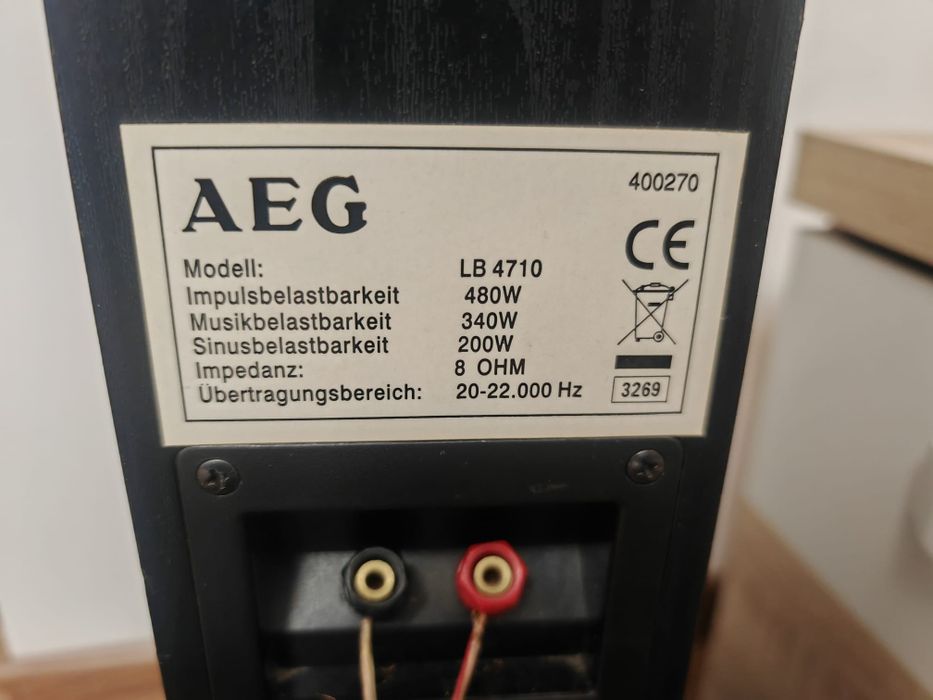 AEG
400270
CE
Modell: LB 4710
Impulsbelastbarkeit 480W
Musikbelastbarkeit 340W
Sinusbelastbarkeit 200W
Impedanz: 8 OHM
Übertragungsbereich: 20-22.000 Hz
3269